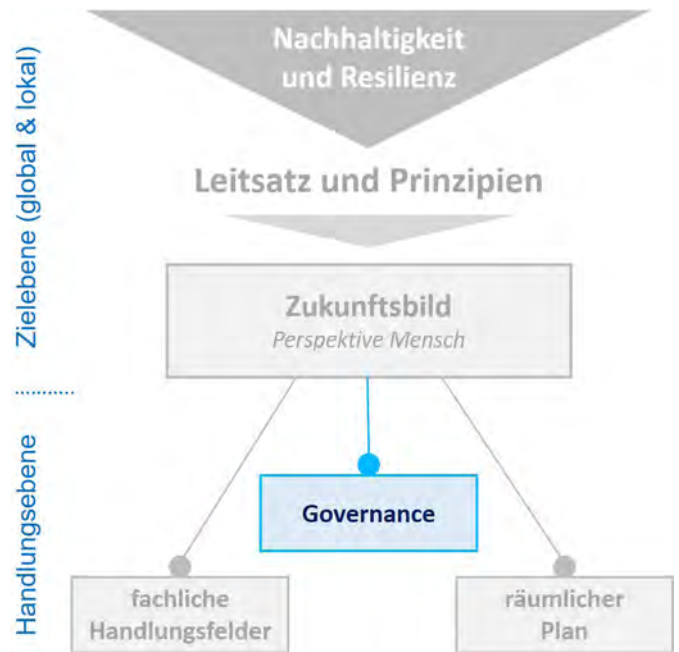 Nachhaltigkeit
und Resilienz
Leitsatz und Prinzipien
Zukunftsbild
Perspektive Mensch
Governance
fachliche
Handlungsfelder
räumlicher
Plan
Zielebene (global & lokal)
Handlungsebene